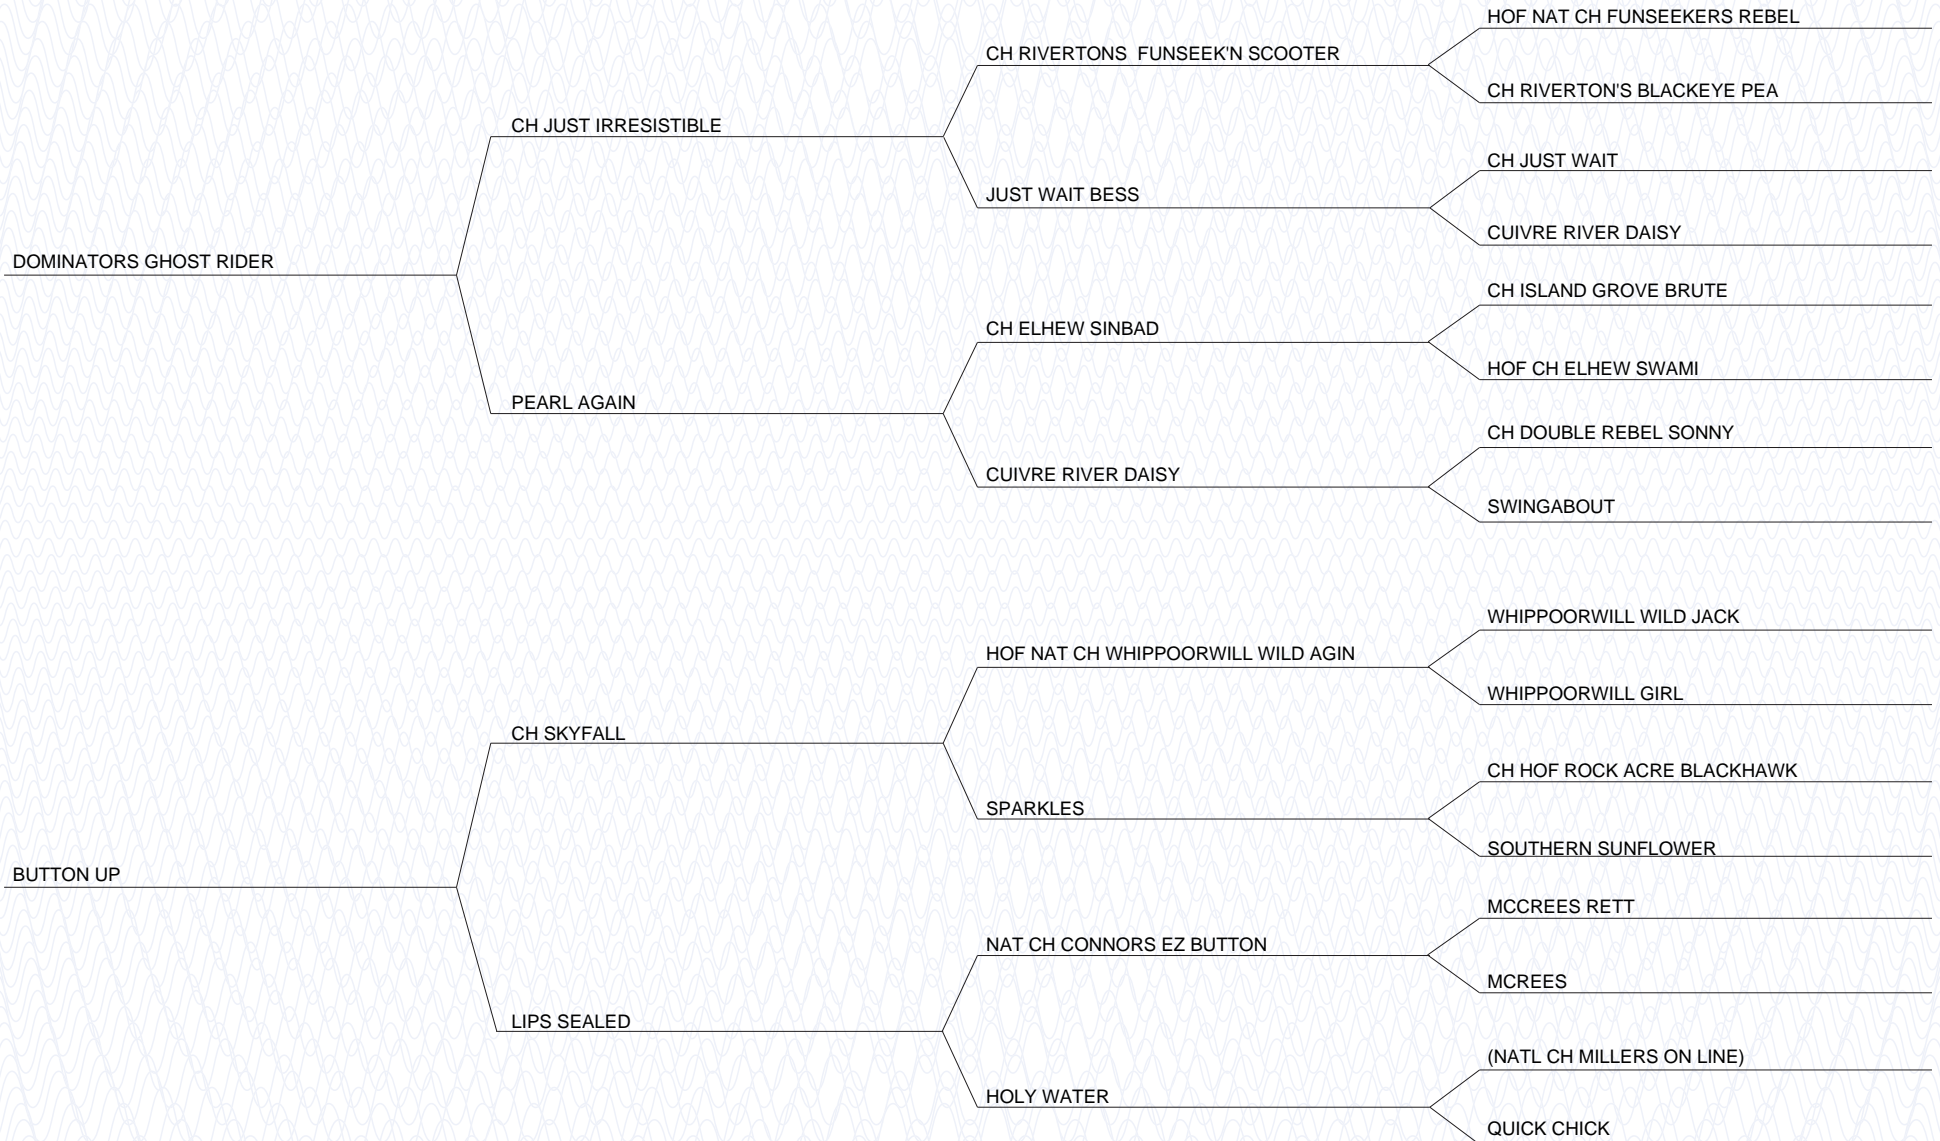 HOF NAT CH FUNSEEKERS REBEL
CH RIVERTONS  FUNSEEK'N SCOOTER
CH RIVERTON'S BLACKEYE PEA
CH JUST IRRESISTIBLE
CH JUST WAIT
JUST WAIT BESS
CUIVRE RIVER DAISY
DOMINATORS GHOST RIDER
CH ISLAND GROVE BRUTE
CH ELHEW SINBAD
HOF CH ELHEW SWAMI
PEARL AGAIN
CH DOUBLE REBEL SONNY
CUIVRE RIVER DAISY
SWINGABOUT
WHIPPOORWILL WILD JACK
HOF NAT CH WHIPPOORWILL WILD AGIN
WHIPPOORWILL GIRL
CH SKYFALL
CH HOF ROCK ACRE BLACKHAWK
SPARKLES
SOUTHERN SUNFLOWER
BUTTON UP
MCCREES RETT
NAT CH CONNORS EZ BUTTON
MCREES
LIPS SEALED
(NATL CH MILLERS ON LINE)
HOLY WATER
QUICK CHICK